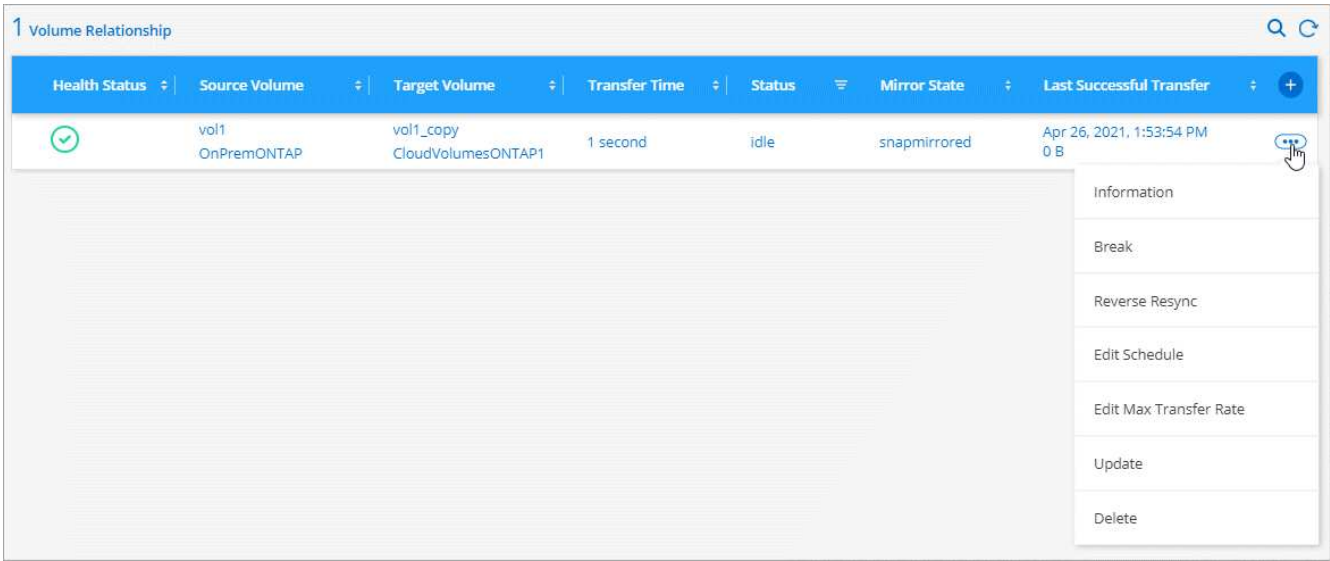 1 Volume Relationship
Health Status Source Volume Target Volume Transfer Time Status Mirror State Last Successful Transfer
vol1 vol1_copy Apr 26, 2021, 1:53:54 PM
1 second idle snapmirrored
OnPremONTAP CloudVolumesONTAP1 0 B
Information
Break
Reverse Resync
Edit Schedule
Edit Max Transfer Rate
Update
Delete